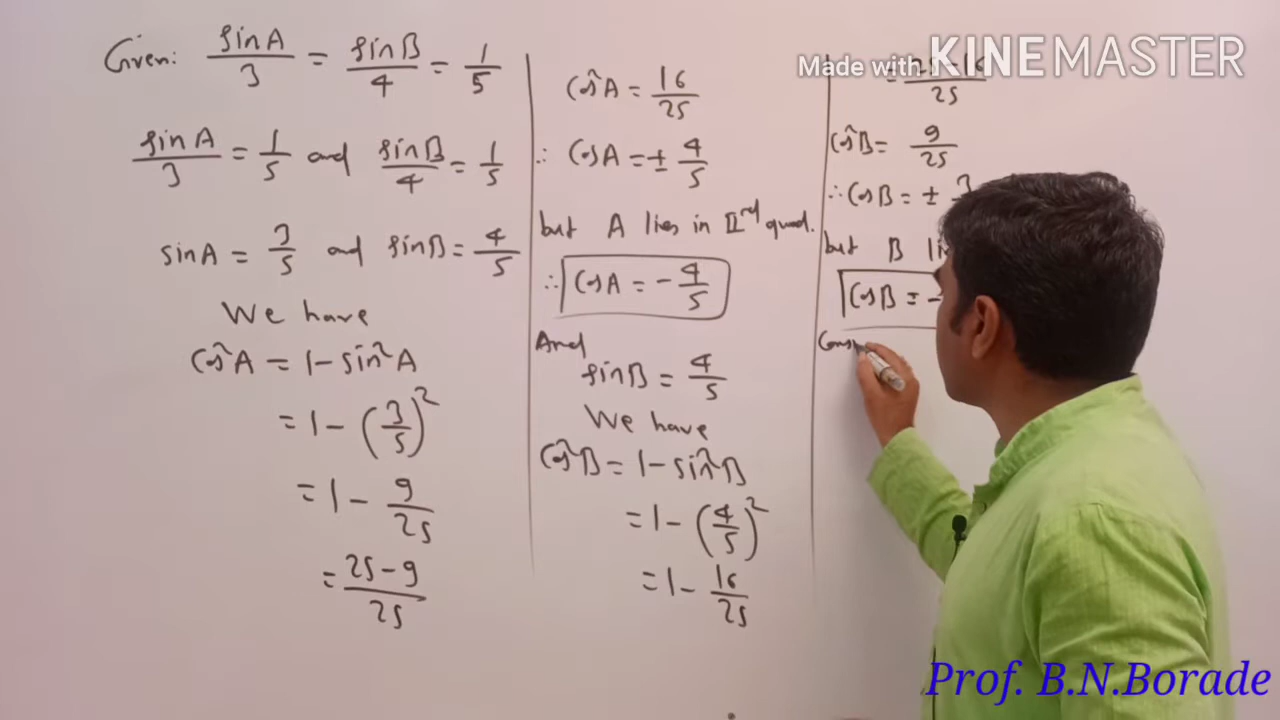 Given: sinA/3 = sinB/4 = 1/5
sinA/3 = 1/5 and sinB/4 = 1/5
sinA = 3/5 and sinB = 4/5
We have
cos²A = 1 - sin²A
= 1 - (3/5)²
= 1 - 9/25
= 25-9/25
cos²A = 16/25
∴ cosA = ± 4/5
but A lies in IInd quad.
∴ cosA = - 4/5
And
sinB = 4/5
We have
cos²B = 1 - sin²B
= 1 - (4/5)²
= 1 - 16/25
= 25-16/25
cos²B = 9/25
∴ cosB = ± 3
but B
cosB = -
Made with KINEMASTER
Prof. B.N.Borade